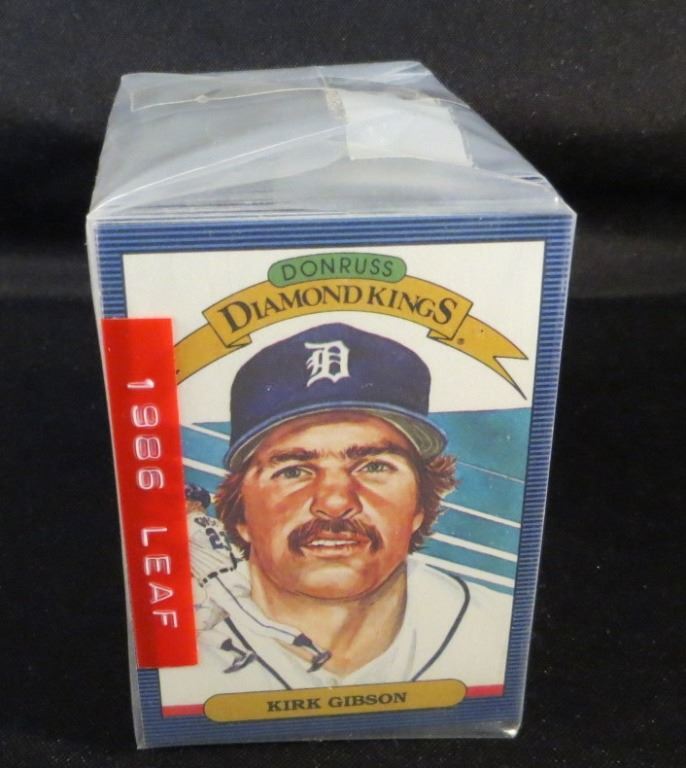 DONRUSS
DIAMOND KINGS
®
D
1986 LEAF
KIRK GIBSON